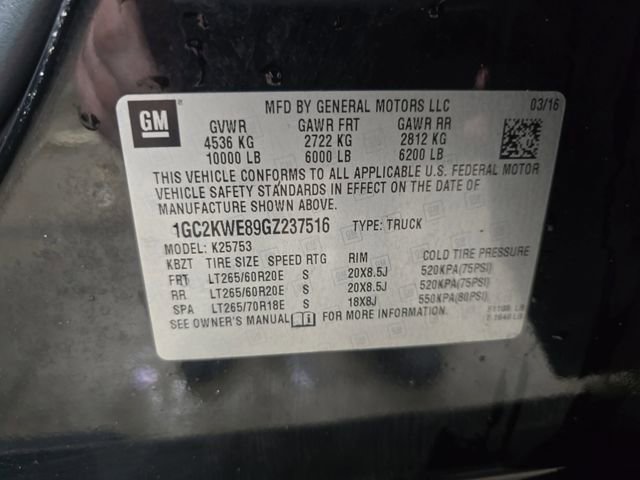 GM
MFD BY GENERAL MOTORS LLC 03/16
GVWR GAWR FRT GAWR RR
4536 KG 2722 KG 2812 KG
10000 LB 6000 LB 6200 LB
THIS VEHICLE CONFORMS TO ALL APPLICABLE U.S. FEDERAL MOTOR
VEHICLE SAFETY STANDARDS IN EFFECT ON THE DATE OF
MANUFACTURE SHOWN ABOVE.
1GC2KWE89GZ237516 TYPE: TRUCK
MODEL: K25753
KBZT TIRE SIZE SPEED RTG RIM COLD TIRE PRESSURE
FRT LT265/60R20E S 20X8.5J 520KPA(75PSI)
RR LT265/60R20E S 20X8.5J 520KPA(75PSI)
SPA LT265/70R18E S 18X8J 550KPA(80PSI)
SEE OWNER'S MANUAL FOR MORE INFORMATION.